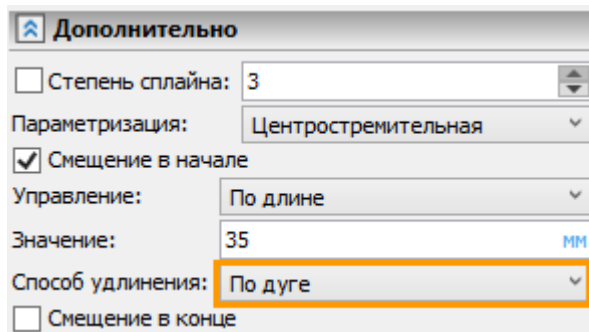 Дополнительно
Степень сплайна: 3
Параметризация: Центростремительная
Смещение в начале
Управление: По длине
Значение: 35 мм
Способ удлинения: По дуге
Смещение в конце